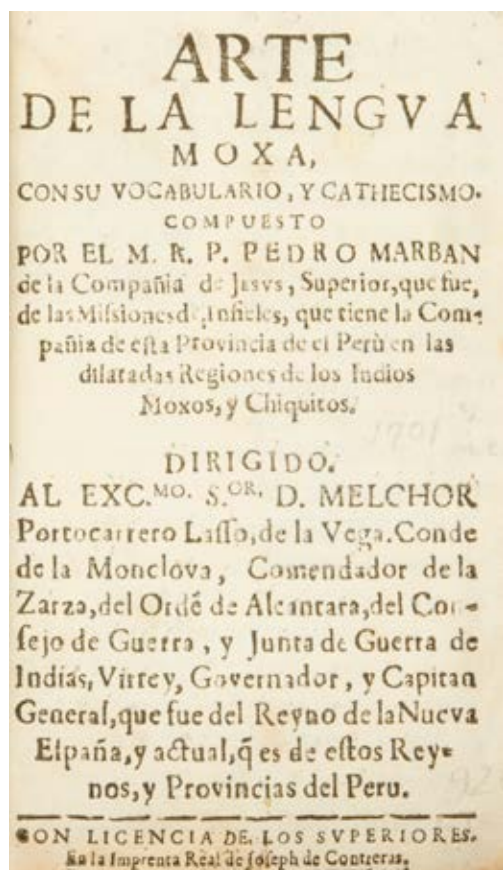 ARTE
DE LA LENGVA
MOXA,
CON SU VOCABULARIO, Y CATHECISMO.
COMPUESTO
POR EL M. R. P. PEDRO MARBAN
de la Compañia de Jesvs, Superior, que fue,
de las Missiones de Infieles, que tiene la Com-
pañia de esta Provincia de el Perù en las
dilatadas Regiones de los Indios
Moxos, y Chiquitos.
1701
DIRIGIDO.
AL EXC.MO. S.OR. D. MELCHOR
Portocarrero Lasso, de la Vega. Conde
de la Monclova, Comendador de la
Zarza, del Ordẽ de Alcantara, del Con-
sejo de Guerra, y Junta de Guerra de
Indias, Virrey, Governador, y Capitan
General, que fue del Reyno de la Nueva
España, y actual, q̃ es de estos Rey-
nos, y Provincias del Peru.
CON LICENCIA DE. LOS SVPERIORES.
En la Imprenta Real de Joseph de Contreras.